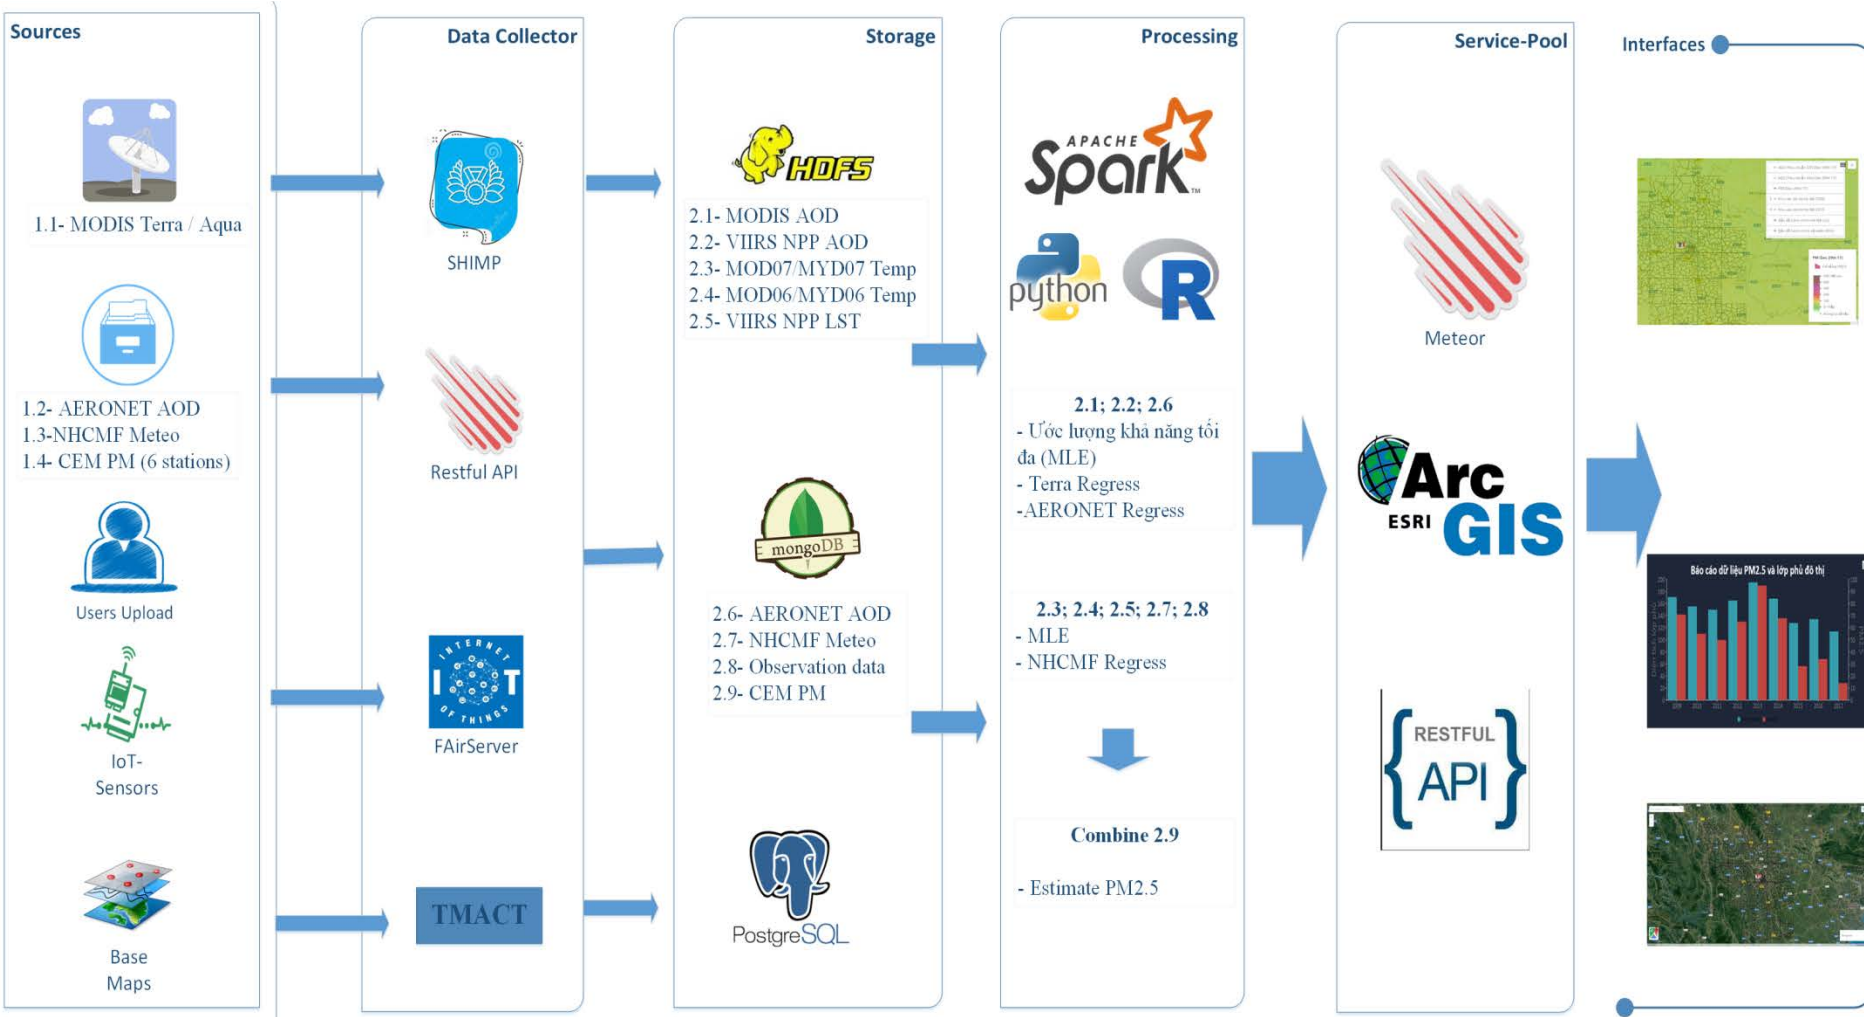 Sources
1.1- MODIS Terra / Aqua
1.2- AERONET AOD
1.3-NHCMF Meteo
1.4- CEM PM (6 stations)
Users Upload
IoT-
Sensors
Base
Maps
Data Collector
SHIMP
Restful API
INTERNET
IOT
OF THINGS
FAirServer
TMACT
Storage
HDFS
2.1- MODIS AOD
2.2- VIIRS NPP AOD
2.3- MOD07/MYD07 Temp
2.4- MOD06/MYD06 Temp
2.5- VIIRS NPP LST
mongoDB
2.6- AERONET AOD
2.7- NHCMF Meteo
2.8- Observation data
2.9- CEM PM
PostgreSQL
Processing
APACHE
Spark™
python
R
2.1; 2.2; 2.6
- Ước lượng khả năng tối
đa (MLE)
- Terra Regress
-AERONET Regress
2.3; 2.4; 2.5; 2.7; 2.8
- MLE
- NHCMF Regress
Combine 2.9
- Estimate PM2.5
Service-Pool
Meteor
Arc
ESRI GIS
{RESTFUL
API}
Interfaces
Báo cáo dữ liệu PM2.5 và lớp phủ đô thị